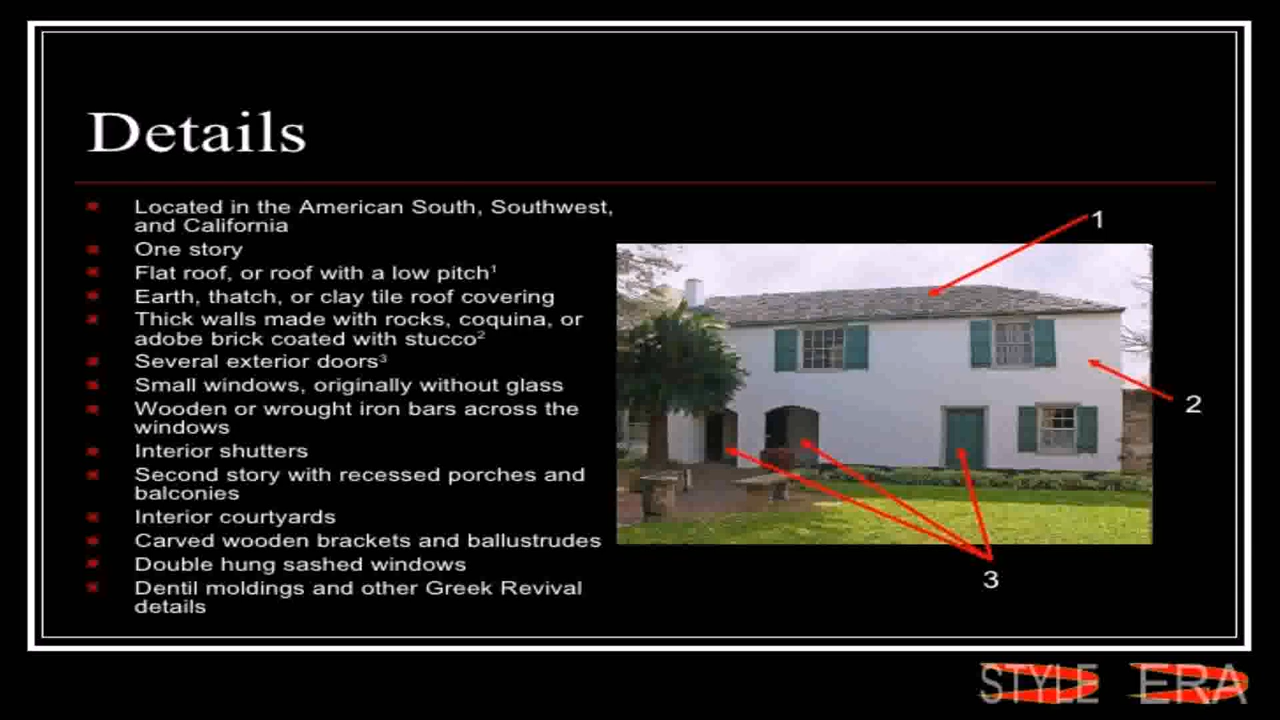 Details
Located in the American South, Southwest,
and California
One story
Flat roof, or roof with a low pitch¹
Earth, thatch, or clay tile roof covering
Thick walls made with rocks, coquina, or
adobe brick coated with stucco²
Several exterior doors³
Small windows, originally without glass
Wooden or wrought iron bars across the
windows
Interior shutters
Second story with recessed porches and
balconies
Interior courtyards
Carved wooden brackets and ballustrudes
Double hung sashed windows
Dentil moldings and other Greek Revival
details
1
2
3
STYLE ERA